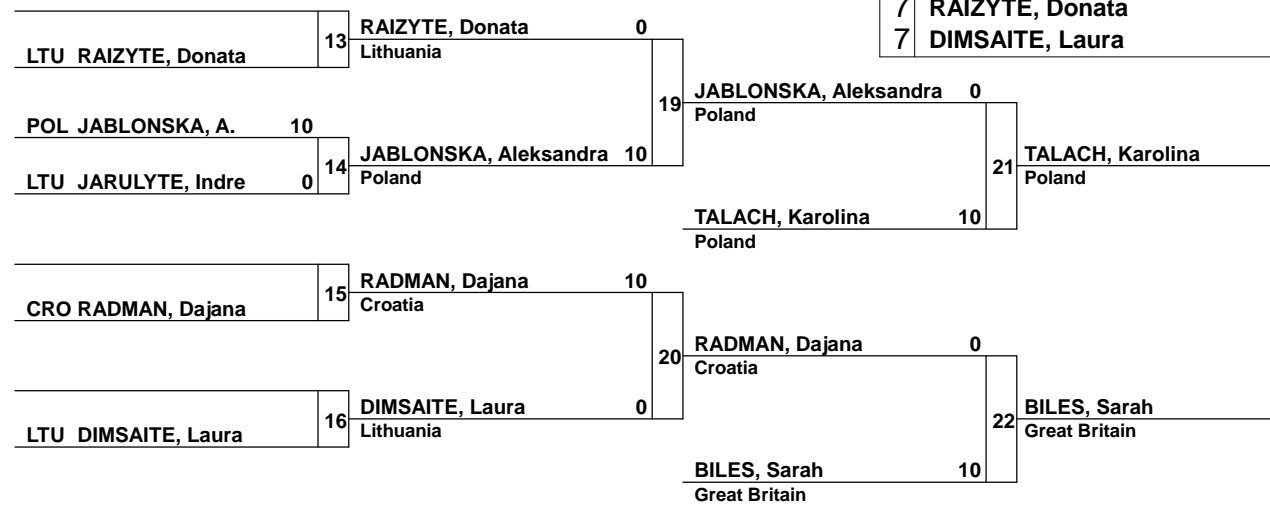 7 RAIZYTE, Donata
7 DIMSAITE, Laura
LTU RAIZYTE, Donata
13
RAIZYTE, Donata 0
Lithuania
POL JABLONSKA, A. 10
LTU JARULYTE, Indre 0
14
JABLONSKA, Aleksandra 10
Poland
19
JABLONSKA, Aleksandra 0
Poland
TALACH, Karolina 10
Poland
21
TALACH, Karolina
Poland
CRO RADMAN, Dajana
15
RADMAN, Dajana 10
Croatia
LTU DIMSAITE, Laura
16
DIMSAITE, Laura 0
Lithuania
20
RADMAN, Dajana 0
Croatia
BILES, Sarah 10
Great Britain
22
BILES, Sarah
Great Britain